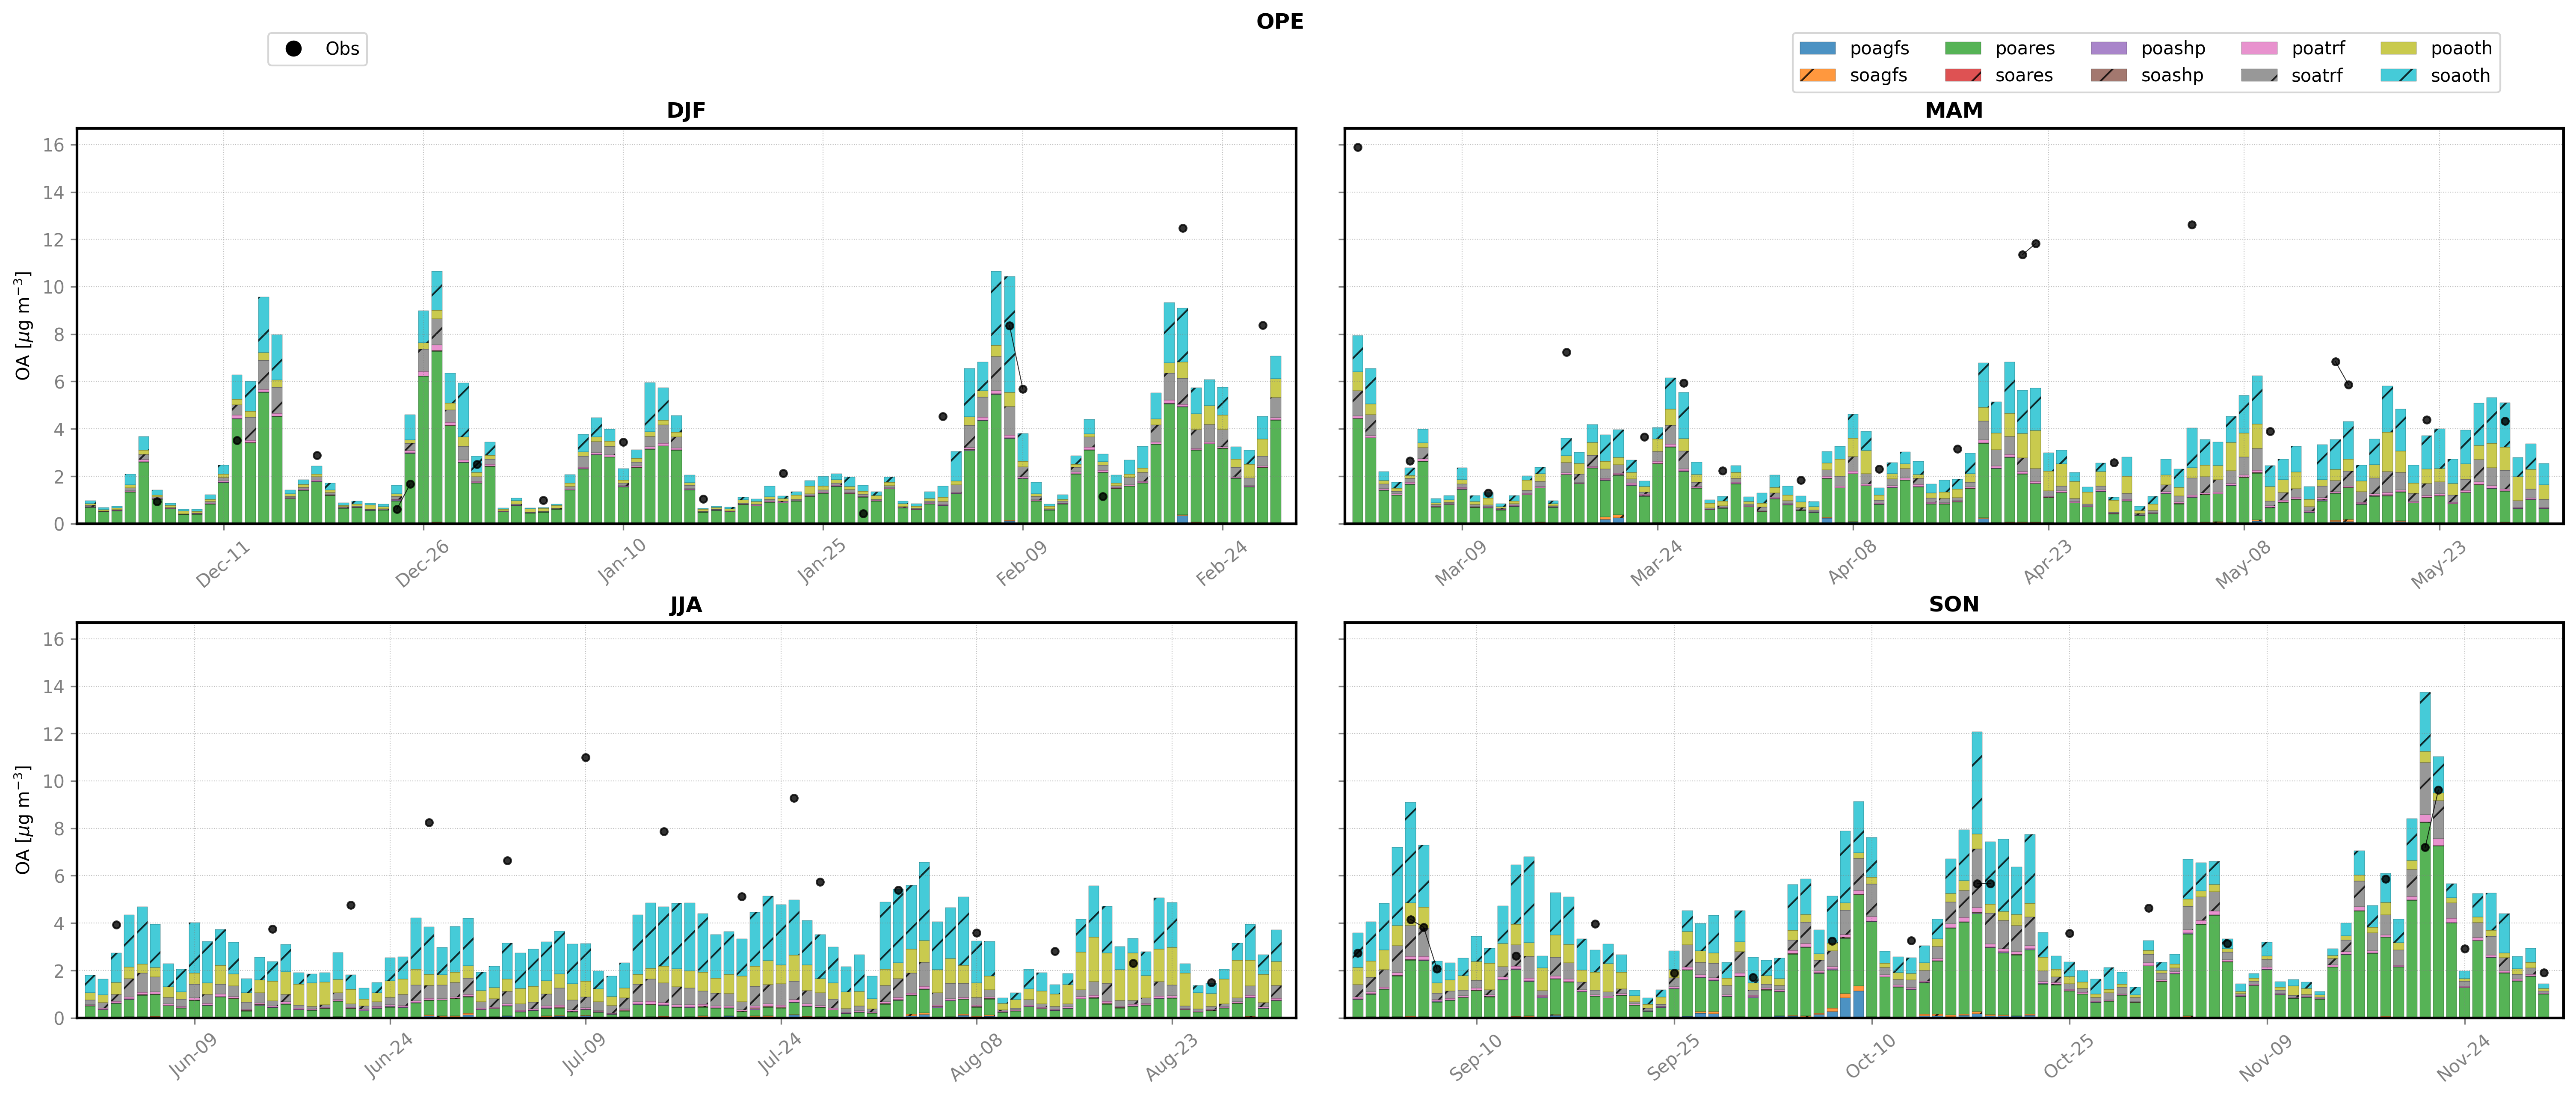 OPE
Obs
poagfs poares poashp poatrf poaoth
soagfs soares soashp soatrf soaoth
DJF
MAM
OA [μg m⁻³]
16
14
12
10
8
6
4
2
0
Dec-11 Dec-26 Jan-10 Jan-25 Feb-09 Feb-24
Mar-09 Mar-24 Apr-08 Apr-23 May-08 May-23
JJA
SON
OA [μg m⁻³]
16
14
12
10
8
6
4
2
0
Jun-09 Jun-24 Jul-09 Jul-24 Aug-08 Aug-23
Sep-10 Sep-25 Oct-10 Oct-25 Nov-09 Nov-24